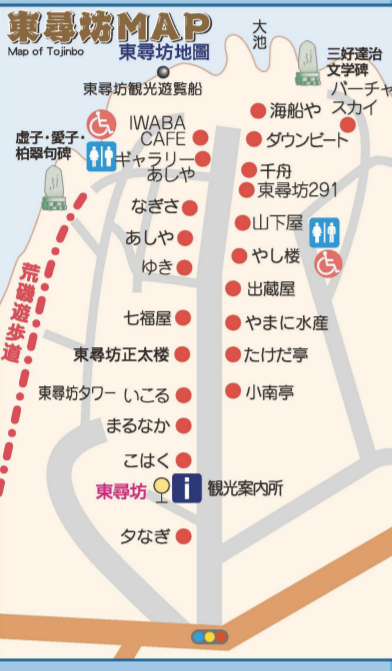 東尋坊MAP
Map of Tojinbo
東尋坊地圖
大池
三好達治
文学碑
東尋坊観光遊覧船
バーチャ
スカイ
海船や
IWABA
CAFE
ダウンビート
虚子・愛子・
柏翠句碑
ギャラリー
あしや
千舟
東尋坊291
なぎさ
山下屋
あしや
やし楼
ゆき
荒磯遊歩道
出蔵屋
七福屋
やまに水産
東尋坊正太楼
たけだ亭
東尋坊タワー
いこる
小南亭
まるなか
こはく
東尋坊
i
観光案内所
夕なぎ